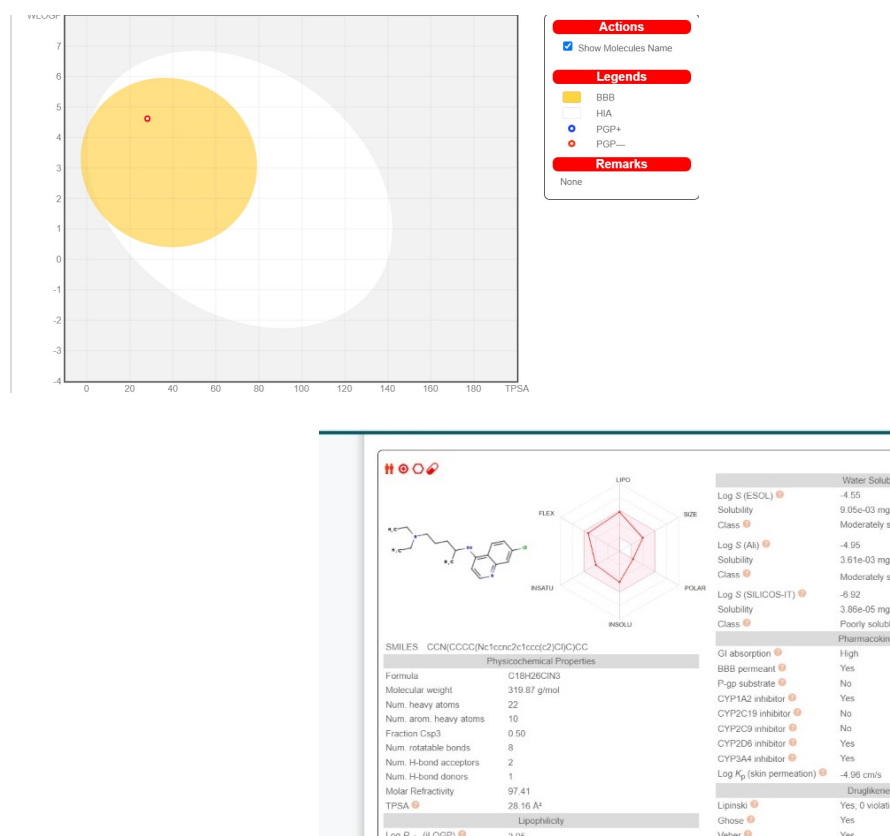 WLOGP
7
6
5
4
3
2
1
0
-1
-2
-3
-4
0 20 40 60 80 100 120 140 160 180 TPSA
Actions
Show Molecules Name
Legends
BBB
HIA
PGP+
PGP—
Remarks
None
LIPO
FLEX
SIZE
INSATU
POLAR
INSOLU
SMILES CCN(CCCC(Nc1ccnc2c1ccc(c2)Cl)C)CC
Physicochemical Properties
Formula C18H26ClN3
Molecular weight 319.87 g/mol
Num. heavy atoms 22
Num. arom. heavy atoms 10
Fraction Csp3 0.50
Num. rotatable bonds 8
Num. H-bond acceptors 2
Num. H-bond donors 1
Molar Refractivity 97.41
TPSA 28.16 Å²
Lipophilicity
Water Solub
Log S (ESOL) -4.55
Solubility 9.05e-03 mg
Class Moderately s
Log S (Ali) -4.95
Solubility 3.61e-03 mg
Class Moderately s
Log S (SILICOS-IT) -6.92
Solubility 3.86e-05 mg
Class Poorly solubl
Pharmacokin
GI absorption High
BBB permeant Yes
P-gp substrate No
CYP1A2 inhibitor Yes
CYP2C19 inhibitor No
CYP2C9 inhibitor No
CYP2D6 inhibitor Yes
CYP3A4 inhibitor Yes
Log Kp (skin permeation) -4.96 cm/s
Druglikene
Lipinski Yes; 0 violati
Ghose Yes
Veber Yes